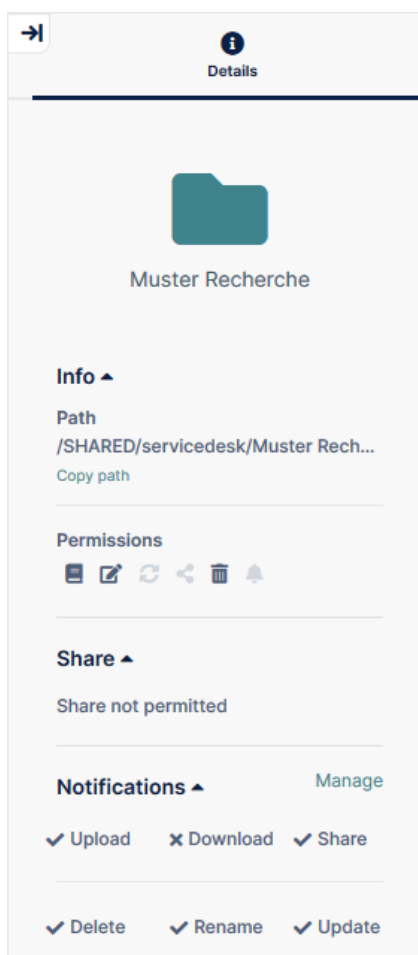 Details
Muster Recherche
Info
Path
/SHARED/servicedesk/Muster Rech...
Copy path
Permissions
Share
Share not permitted
Notifications Manage
Upload Download Share
Delete Rename Update